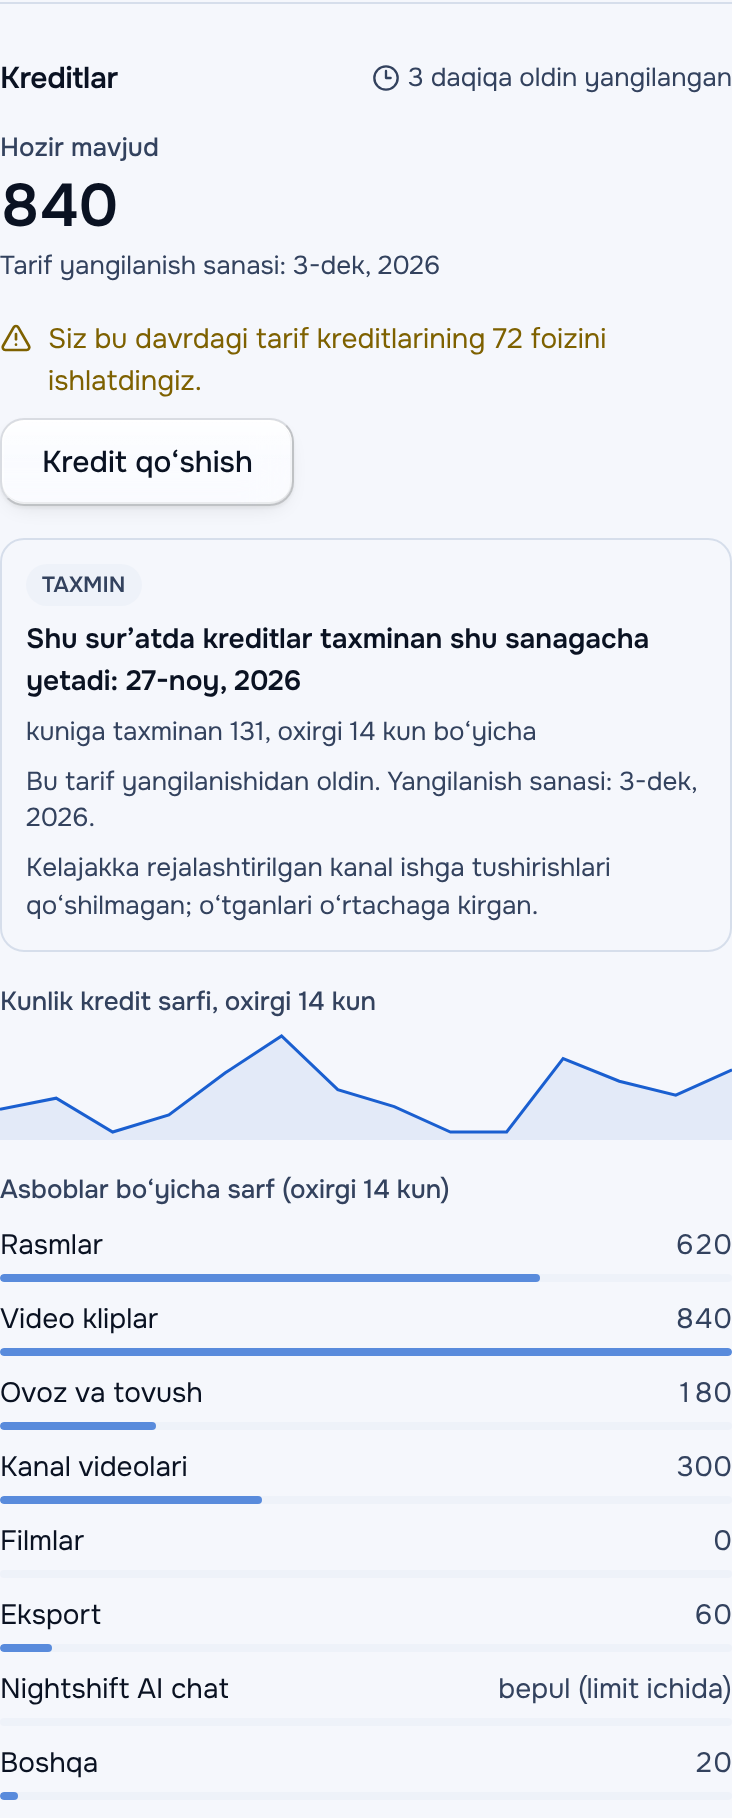 Kreditlar
3 daqiqa oldin yangilangan
Hozir mavjud
840
Tarif yangilanish sanasi: 3-dek, 2026
Siz bu davrdagi tarif kreditlarining 72 foizini
ishlatdingiz.
Kredit qo‘shish
TAXMIN
Shu sur’atda kreditlar taxminan shu sanagacha
yetadi: 27-noy, 2026
kuniga taxminan 131, oxirgi 14 kun bo‘yicha
Bu tarif yangilanishidan oldin. Yangilanish sanasi: 3-dek,
2026.
Kelajakka rejalashtirilgan kanal ishga tushirishlari
qo‘shilmagan; o‘tganlari o‘rtachaga kirgan.
Kunlik kredit sarfi, oxirgi 14 kun
Asboblar bo‘yicha sarf (oxirgi 14 kun)
Rasmlar 620
Video kliplar 840
Ovoz va tovush 180
Kanal videolari 300
Filmlar 0
Eksport 60
Nightshift AI chat bepul (limit ichida)
Boshqa 20